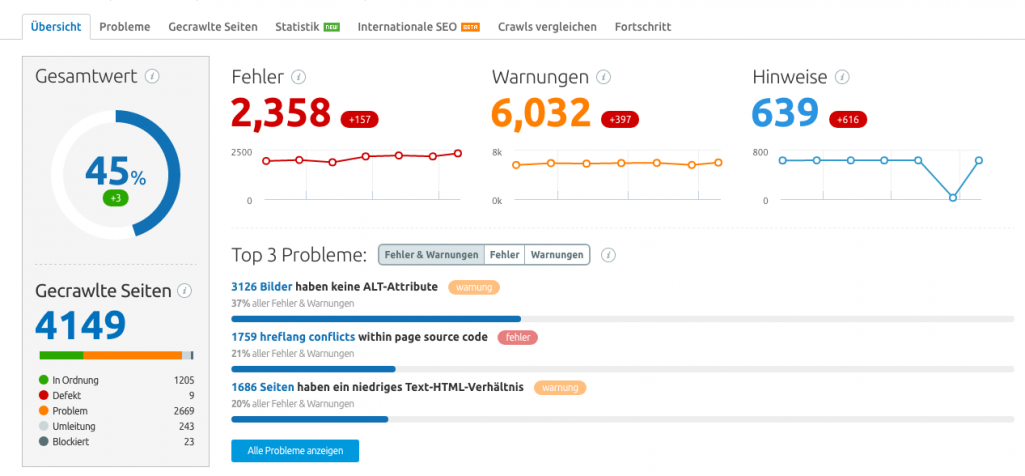 Übersicht Probleme Gecrawlte Seiten Statistik NEW Internationale SEO BETA Crawls vergleichen Fortschritt
Gesamtwert i
45%
+3
Gecrawlte Seiten i
4149
In Ordnung 1205
Defekt 9
Problem 2669
Umleitung 243
Blockiert 23
Fehler i
2,358 +157
2500
0
Warnungen i
6,032 +397
8k
0k
Hinweise i
639 +616
800
0
Top 3 Probleme: Fehler & Warnungen Fehler Warnungen i
3126 Bilder haben keine ALT-Attribute warnung
37% aller Fehler & Warnungen
1759 hreflang conflicts within page source code fehler
21% aller Fehler & Warnungen
1686 Seiten haben ein niedriges Text-HTML-Verhältnis warnung
20% aller Fehler & Warnungen
Alle Probleme anzeigen